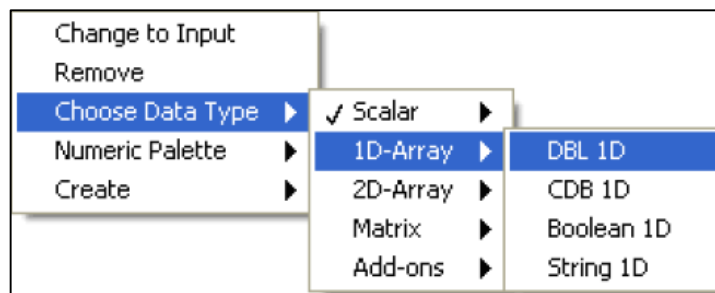 Change to Input
Remove
Choose Data Type
Numeric Palette
Create
✓ Scalar
1D-Array
2D-Array
Matrix
Add-ons
DBL 1D
CDB 1D
Boolean 1D
String 1D